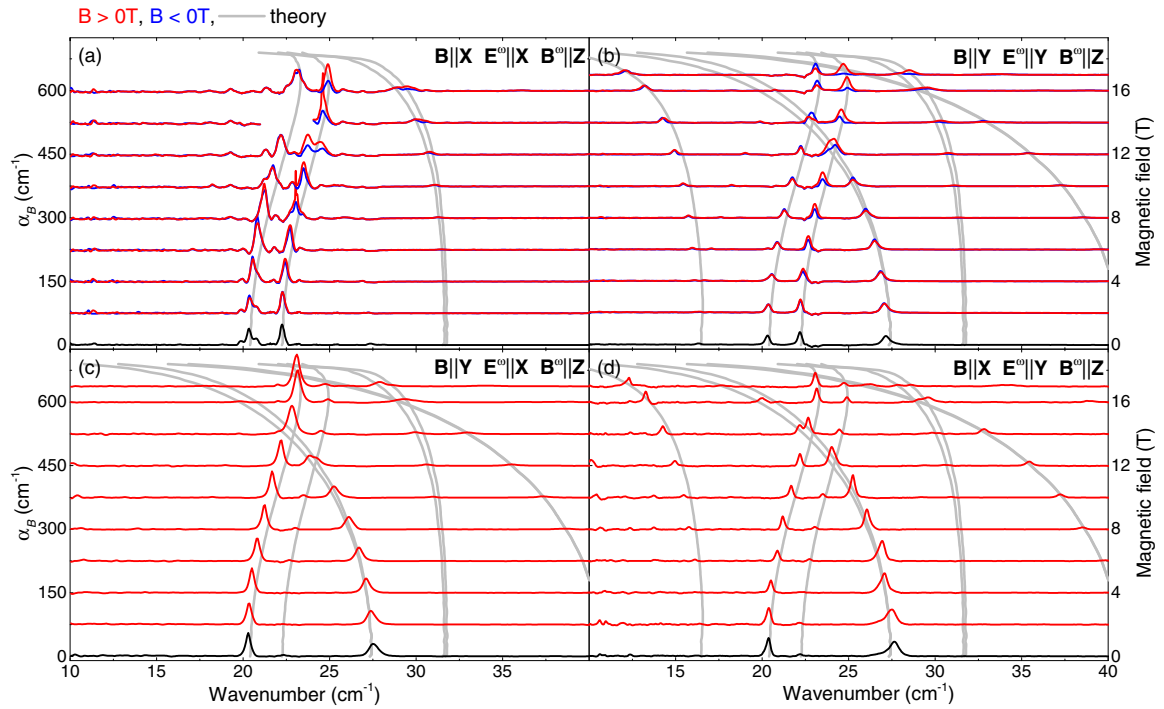 B > 0T, B < 0T, theory
(a) B||X E^ω||X B^ω||Z
(b) B||Y E^ω||Y B^ω||Z
600
450
300
150
0
α_B (cm⁻¹)
16
12
8
4
0
Magnetic field (T)
(c) B||Y E^ω||X B^ω||Z
(d) B||X E^ω||Y B^ω||Z
600
450
300
150
0
α_B (cm⁻¹)
16
12
8
4
0
Magnetic field (T)
10 15 20 25 30 35 15 20 25 30 35 40
Wavenumber (cm⁻¹) Wavenumber (cm⁻¹)